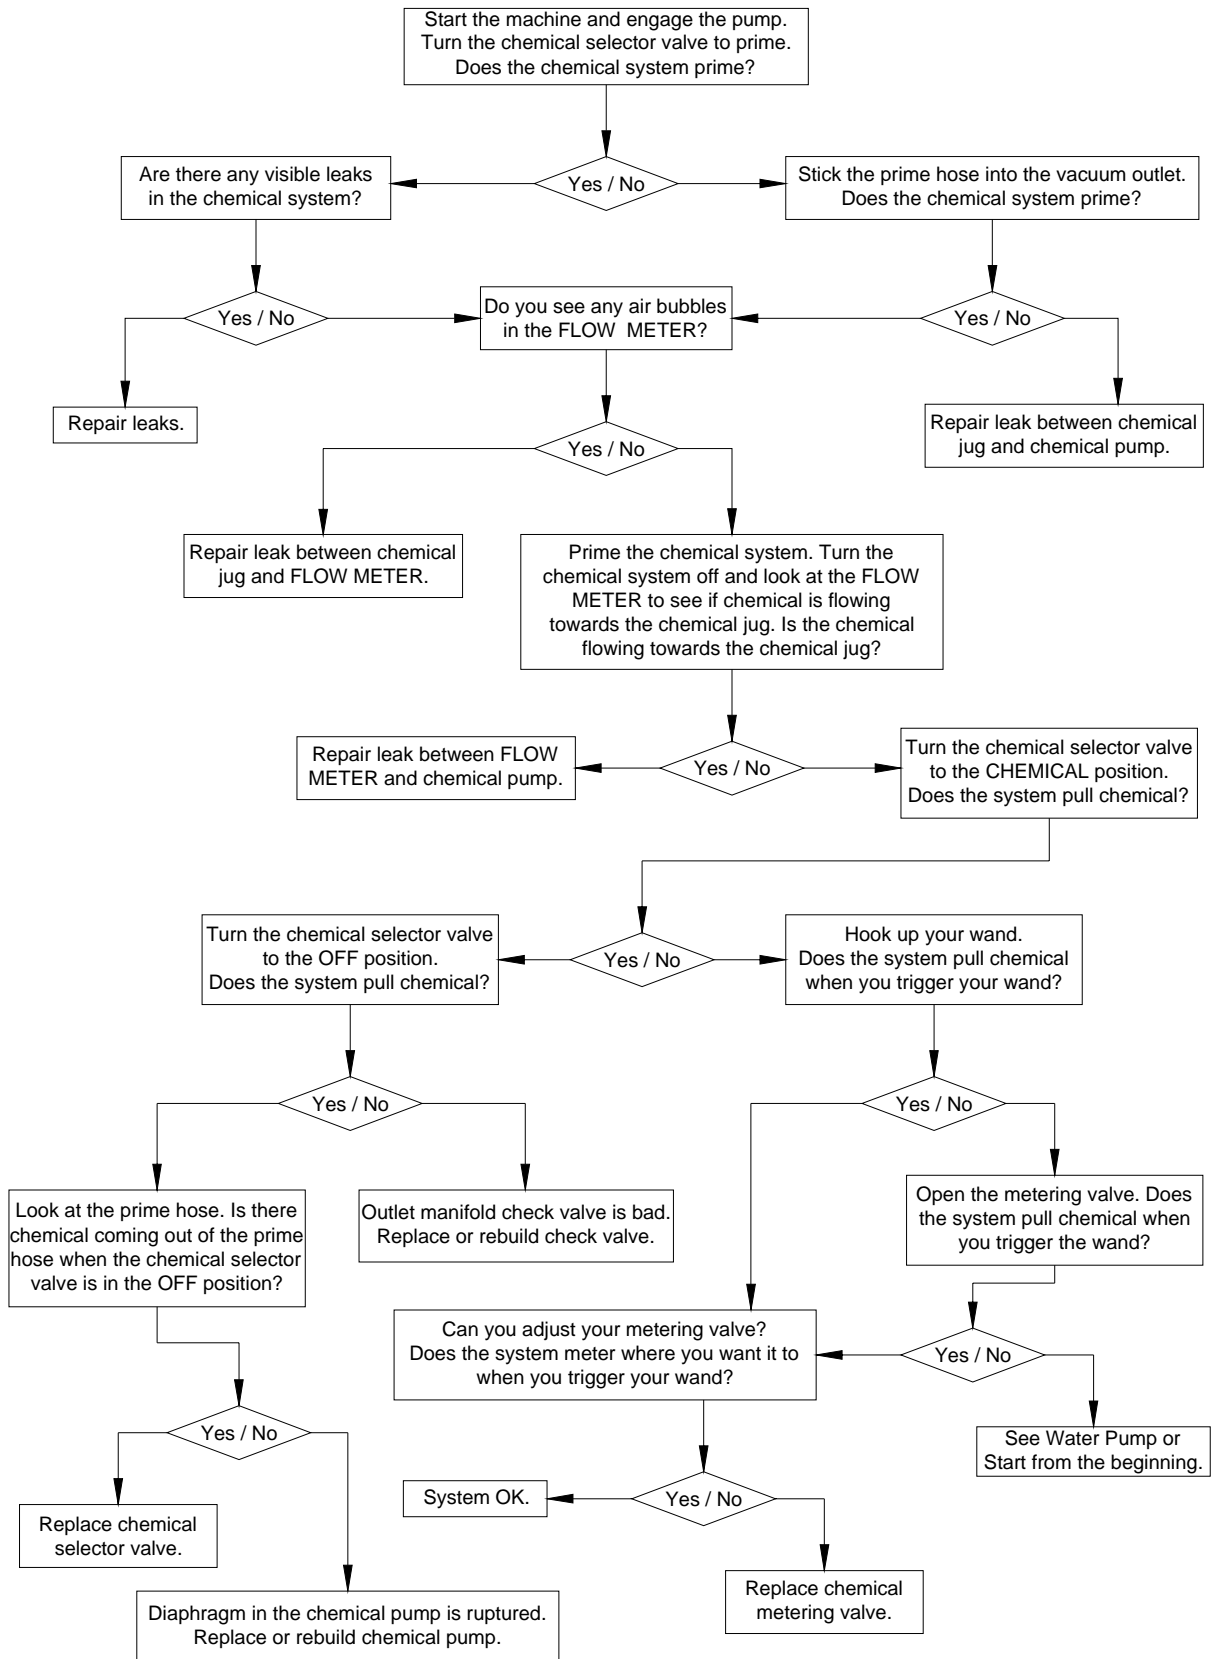 Start the machine and engage the pump.
Turn the chemical selector valve to prime.
Does the chemical system prime?
Are there any visible leaks
in the chemical system?
Yes / No
Stick the prime hose into the vacuum outlet.
Does the chemical system prime?
Yes / No
Do you see any air bubbles
in the FLOW METER?
Yes / No
Repair leaks.
Yes / No
Repair leak between chemical
jug and chemical pump.
Repair leak between chemical
jug and FLOW METER.
Prime the chemical system. Turn the
chemical system off and look at the FLOW
METER to see if chemical is flowing
towards the chemical jug. Is the chemical
flowing towards the chemical jug?
Repair leak between FLOW
METER and chemical pump.
Yes / No
Turn the chemical selector valve
to the CHEMICAL position.
Does the system pull chemical?
Turn the chemical selector valve
to the OFF position.
Does the system pull chemical?
Yes / No
Hook up your wand.
Does the system pull chemical
when you trigger your wand?
Yes / No
Yes / No
Look at the prime hose. Is there
chemical coming out of the prime
hose when the chemical selector
valve is in the OFF position?
Outlet manifold check valve is bad.
Replace or rebuild check valve.
Open the metering valve. Does
the system pull chemical when
you trigger the wand?
Can you adjust your metering valve?
Does the system meter where you want it to
when you trigger your wand?
Yes / No
Yes / No
See Water Pump or
Start from the beginning.
System OK.
Yes / No
Replace chemical
selector valve.
Replace chemical
metering valve.
Diaphragm in the chemical pump is ruptured.
Replace or rebuild chemical pump.